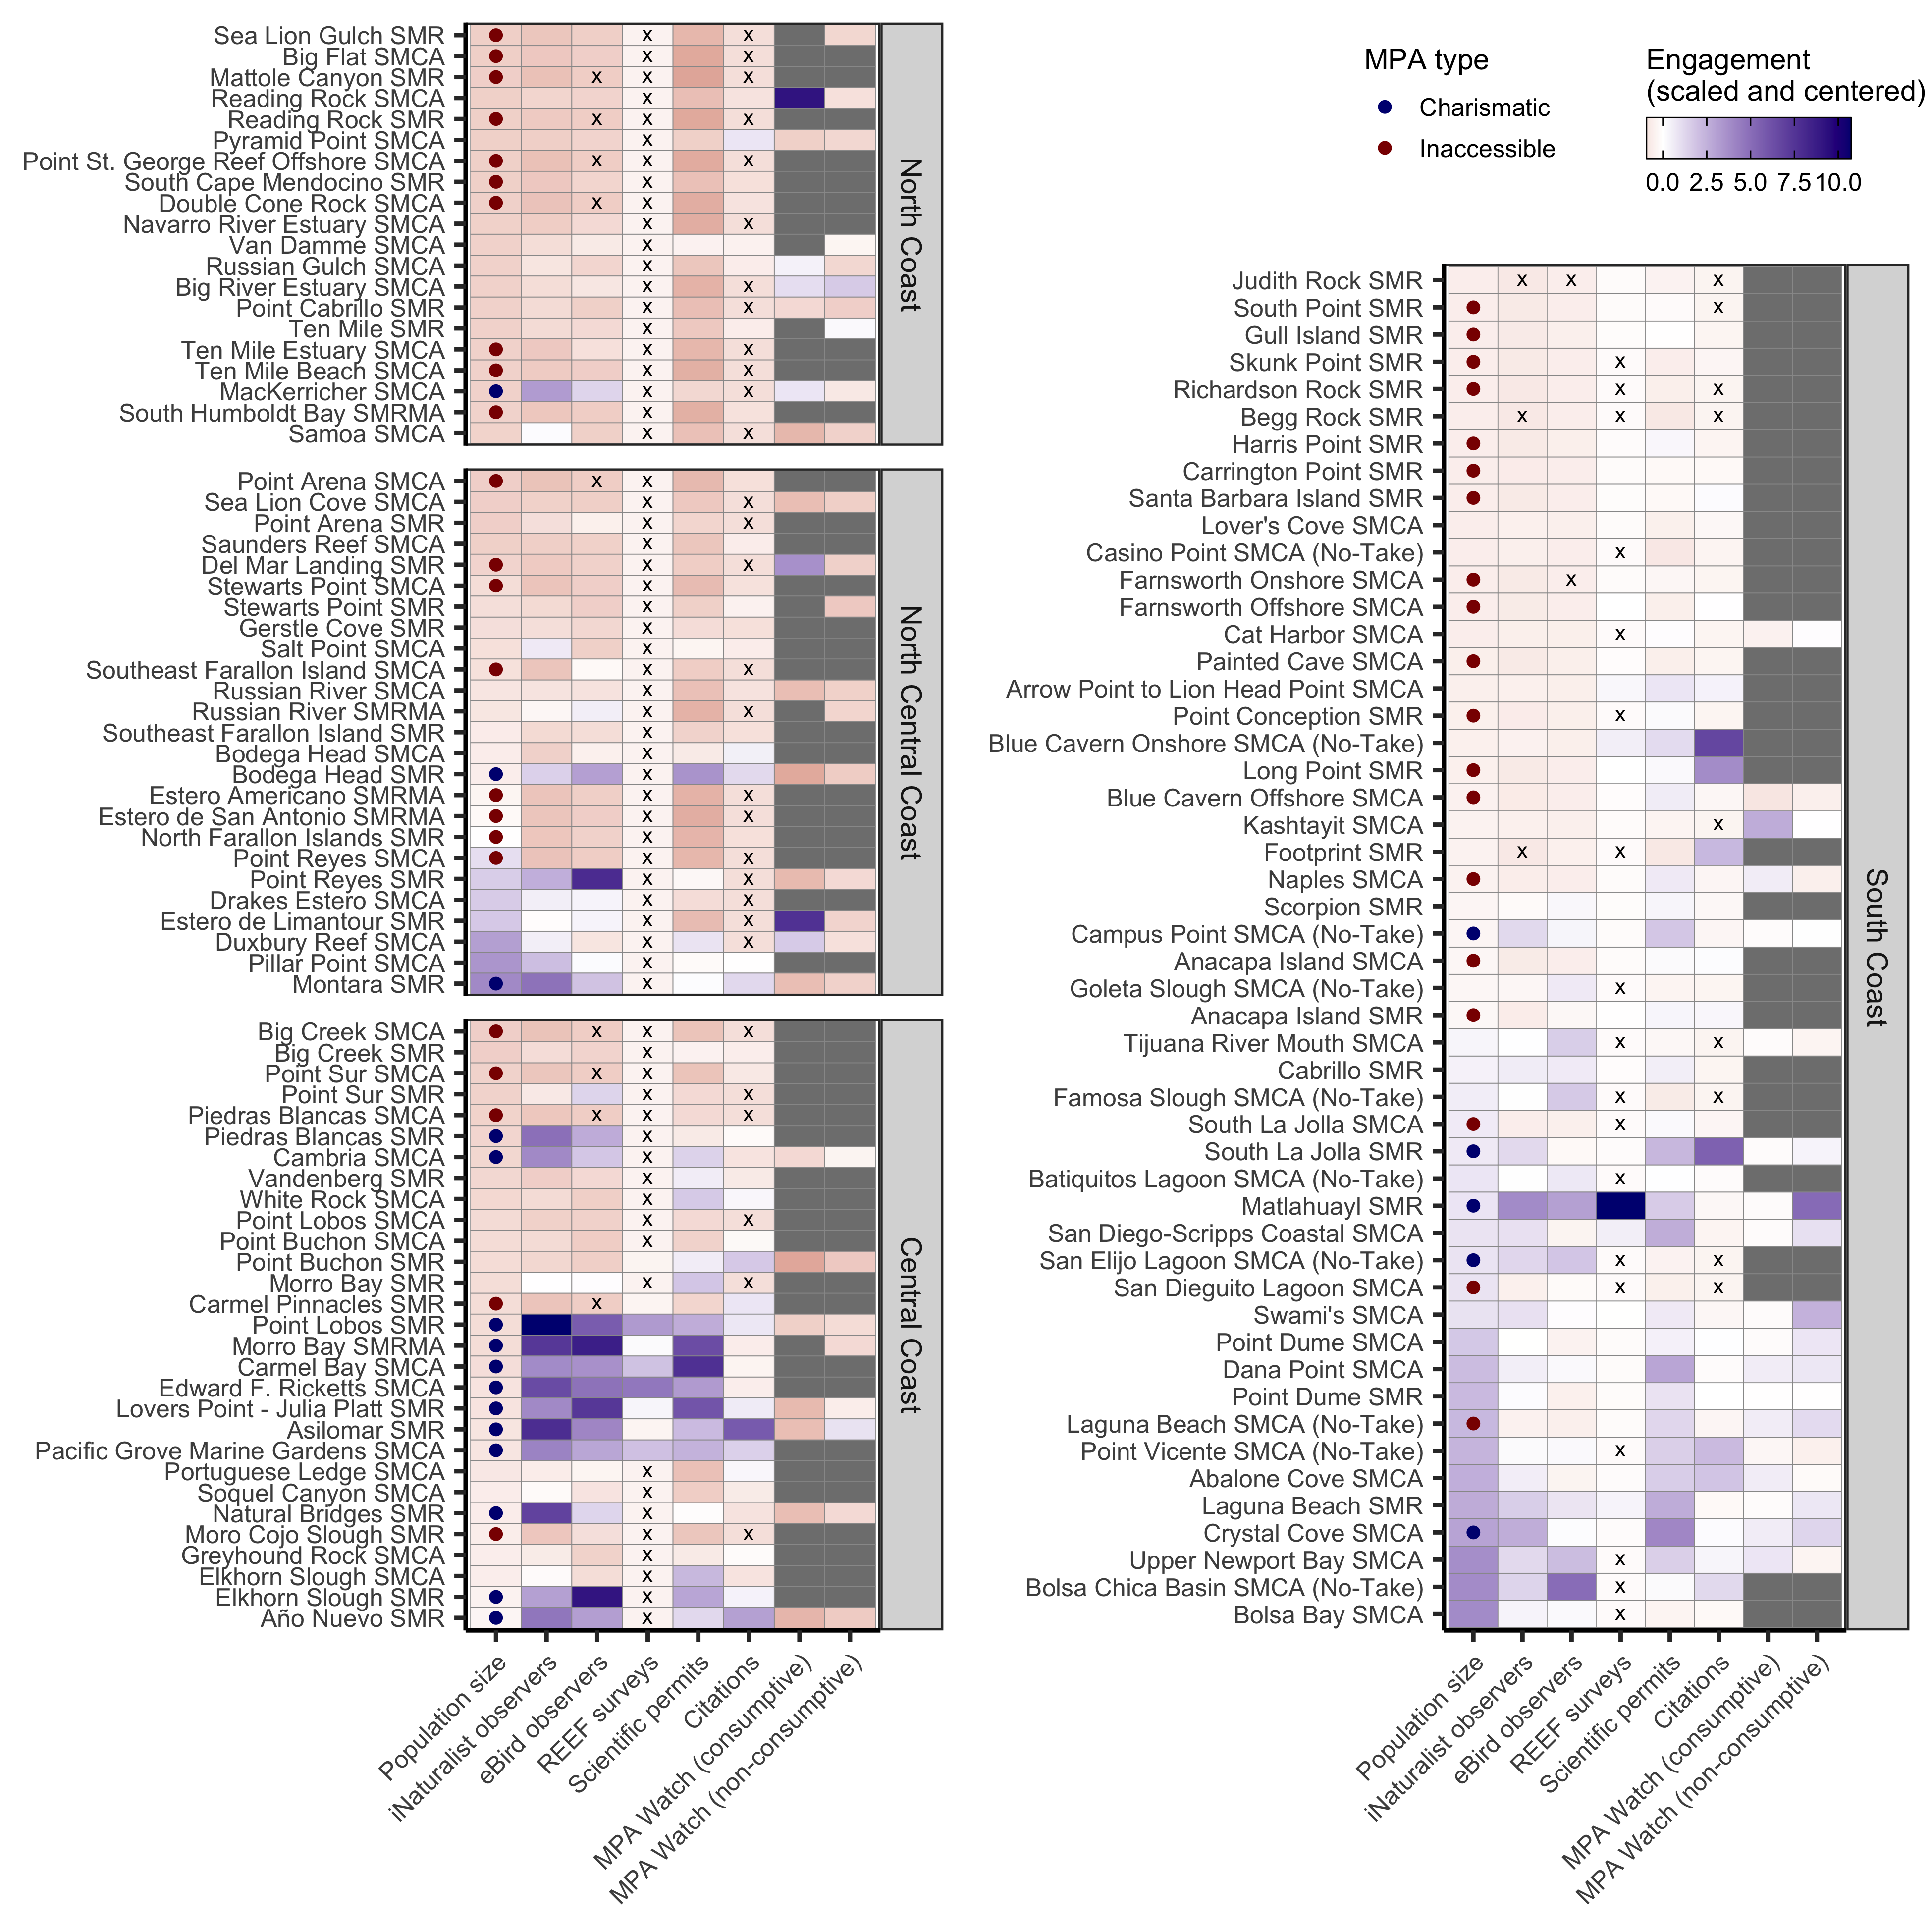 Sea Lion Gulch SMR
Big Flat SMCA
Mattole Canyon SMR
Reading Rock SMCA
Reading Rock SMR
Pyramid Point SMCA
Point St. George Reef Offshore SMCA
South Cape Mendocino SMR
Double Cone Rock SMCA
Navarro River Estuary SMCA
Van Damme SMCA
Russian Gulch SMCA
Big River Estuary SMCA
Point Cabrillo SMR
Ten Mile SMR
Ten Mile Estuary SMCA
Ten Mile Beach SMCA
MacKerricher SMCA
South Humboldt Bay SMRMA
Samoa SMCA
North Coast
Point Arena SMCA
Sea Lion Cove SMCA
Point Arena SMR
Saunders Reef SMCA
Del Mar Landing SMR
Stewarts Point SMCA
Stewarts Point SMR
Gerstle Cove SMR
Salt Point SMCA
Southeast Farallon Island SMCA
Russian River SMCA
Russian River SMRMA
Southeast Farallon Island SMR
Bodega Head SMCA
Bodega Head SMR
Estero Americano SMRMA
Estero de San Antonio SMRMA
North Farallon Islands SMR
Point Reyes SMCA
Point Reyes SMR
Drakes Estero SMCA
Estero de Limantour SMR
Duxbury Reef SMCA
Pillar Point SMCA
Montara SMR
North Central Coast
Big Creek SMCA
Big Creek SMR
Point Sur SMCA
Point Sur SMR
Piedras Blancas SMCA
Piedras Blancas SMR
Cambria SMCA
Vandenberg SMR
White Rock SMCA
Point Lobos SMCA
Point Buchon SMCA
Point Buchon SMR
Morro Bay SMR
Carmel Pinnacles SMR
Point Lobos SMR
Morro Bay SMRMA
Carmel Bay SMCA
Edward F. Ricketts SMCA
Lovers Point - Julia Platt SMR
Asilomar SMR
Pacific Grove Marine Gardens SMCA
Portuguese Ledge SMCA
Soquel Canyon SMCA
Natural Bridges SMR
Moro Cojo Slough SMR
Greyhound Rock SMCA
Elkhorn Slough SMCA
Elkhorn Slough SMR
Año Nuevo SMR
Central Coast
Population size
iNaturalist observers
eBird observers
REEF surveys
Scientific permits
Citations
MPA Watch (consumptive)
MPA Watch (non-consumptive)
MPA type
Charismatic
Inaccessible
Engagement
(scaled and centered)
0.0 2.5 5.0 7.5 10.0
Judith Rock SMR
South Point SMR
Gull Island SMR
Skunk Point SMR
Richardson Rock SMR
Begg Rock SMR
Harris Point SMR
Carrington Point SMR
Santa Barbara Island SMR
Lover's Cove SMCA
Casino Point SMCA (No-Take)
Farnsworth Onshore SMCA
Farnsworth Offshore SMCA
Cat Harbor SMCA
Painted Cave SMCA
Arrow Point to Lion Head Point SMCA
Point Conception SMR
Blue Cavern Onshore SMCA (No-Take)
Long Point SMR
Blue Cavern Offshore SMCA
Kashtayit SMCA
Footprint SMR
Naples SMCA
Scorpion SMR
Campus Point SMCA (No-Take)
Anacapa Island SMCA
Goleta Slough SMCA (No-Take)
Anacapa Island SMR
Tijuana River Mouth SMCA
Cabrillo SMR
Famosa Slough SMCA (No-Take)
South La Jolla SMCA
South La Jolla SMR
Batiquitos Lagoon SMCA (No-Take)
Matlahuayl SMR
San Diego-Scripps Coastal SMCA
San Elijo Lagoon SMCA (No-Take)
San Dieguito Lagoon SMCA
Swami's SMCA
Point Dume SMCA
Dana Point SMCA
Point Dume SMR
Laguna Beach SMCA (No-Take)
Point Vicente SMCA (No-Take)
Abalone Cove SMCA
Laguna Beach SMR
Crystal Cove SMCA
Upper Newport Bay SMCA
Bolsa Chica Basin SMCA (No-Take)
Bolsa Bay SMCA
South Coast
Population size
iNaturalist observers
eBird observers
REEF surveys
Scientific permits
Citations
MPA Watch (consumptive)
MPA Watch (non-consumptive)